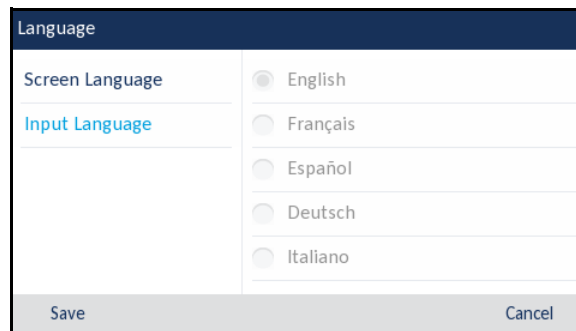 Language
Screen Language
Input Language
English
Français
Español
Deutsch
Italiano
Save
Cancel